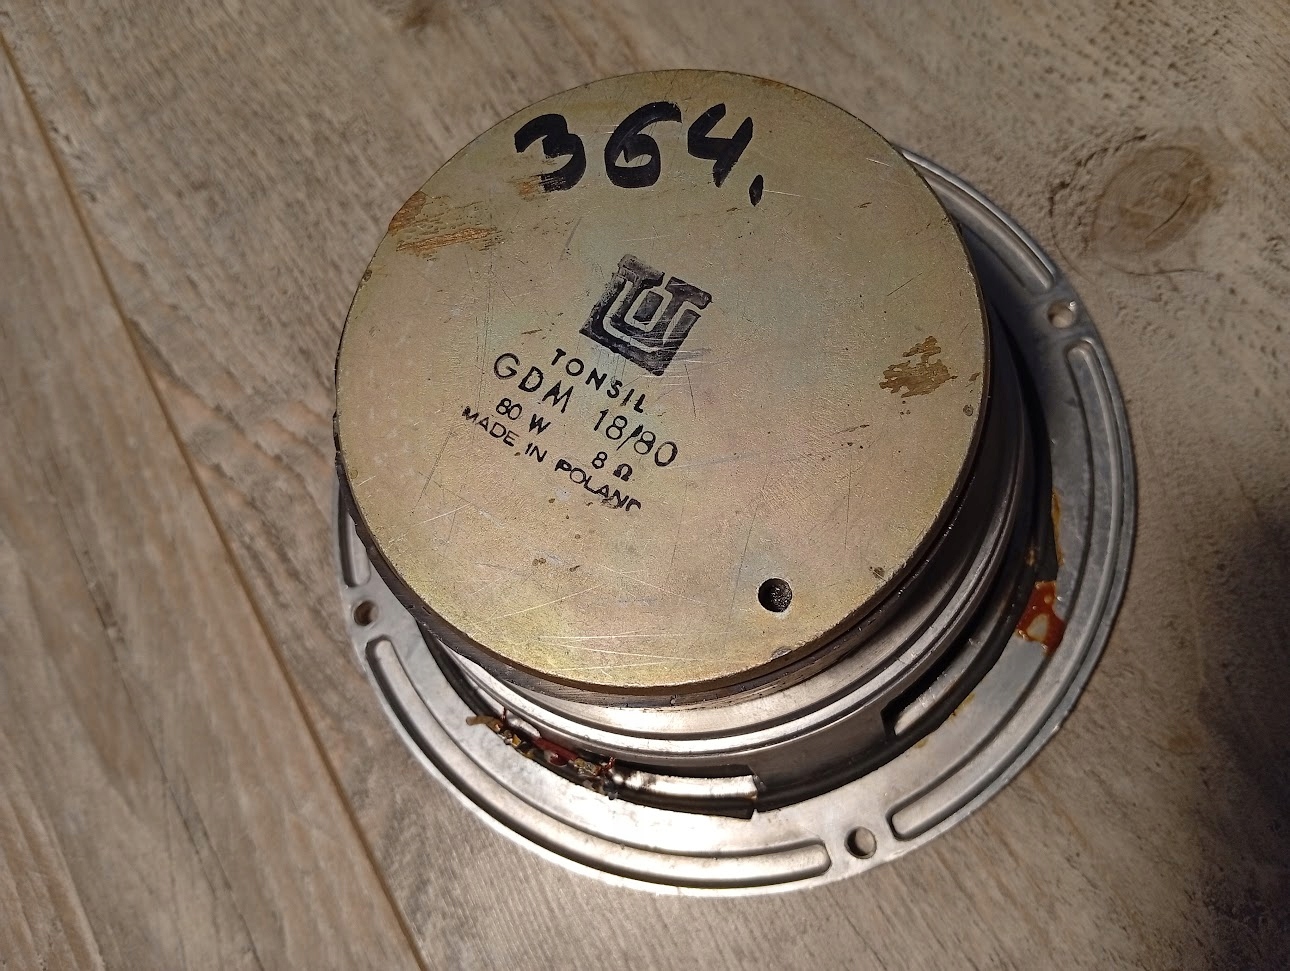 364.
TONSIL
GDM 18/80
80 W 8 Ω
MADE IN POLAND